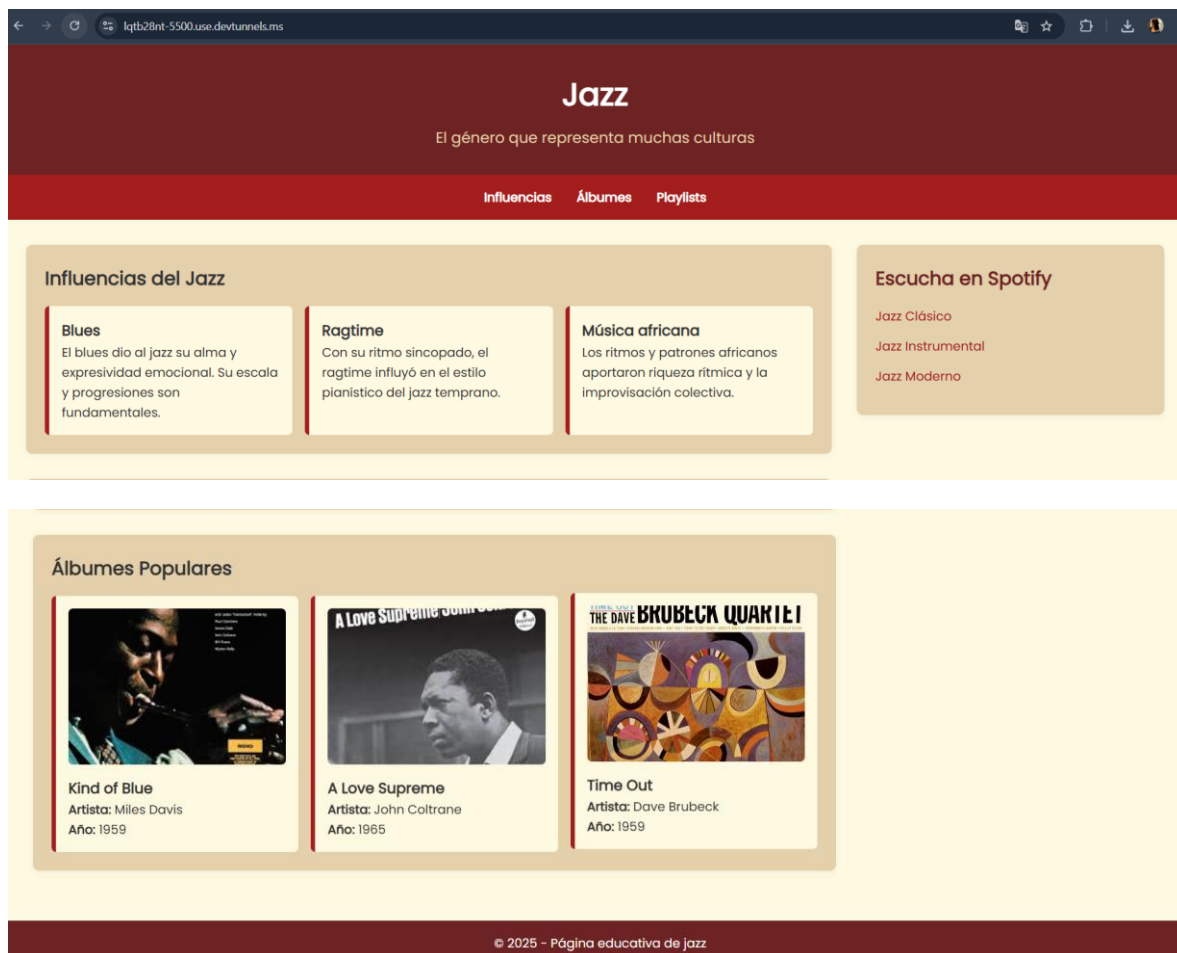 lqtb28nt-5500.use.devtunnels.ms
Jazz
El género que representa muchas culturas
Influencias Álbumes Playlists
Influencias del Jazz
Blues
El blues dio al jazz su alma y
expresividad emocional. Su escala
y progresiones son
fundamentales.
Ragtime
Con su ritmo sincopado, el
ragtime influyó en el estilo
pianístico del jazz temprano.
Música africana
Los ritmos y patrones africanos
aportaron riqueza rítmica y la
improvisación colectiva.
Escucha en Spotify
Jazz Clásico
Jazz Instrumental
Jazz Moderno
Álbumes Populares
MONO
Kind of Blue
Artista: Miles Davis
Año: 1959
A Love Supreme
A Love Supreme
Artista: John Coltrane
Año: 1965
TIME OUT
THE DAVE BRUBECK QUARTET
Time Out
Artista: Dave Brubeck
Año: 1959
© 2025 - Página educativa de jazz